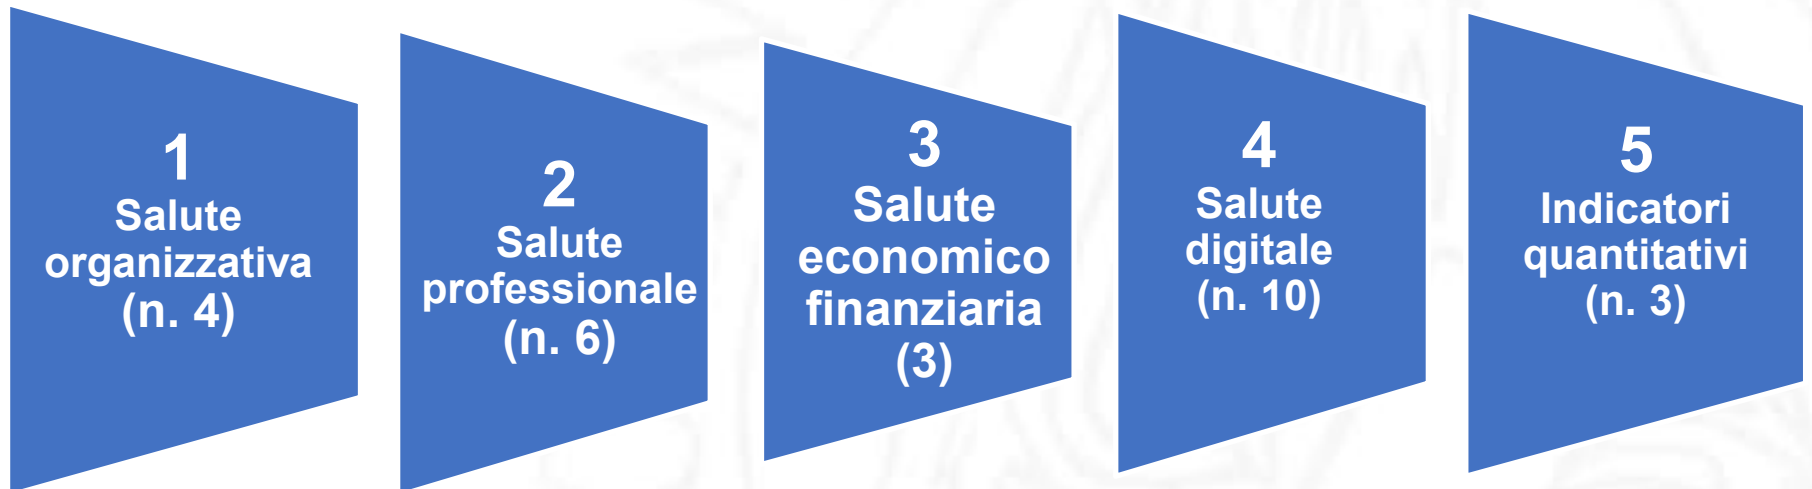 1
Salute
organizzativa
(n. 4)
2
Salute
professionale
(n. 6)
3
Salute
economico
finanziaria
(3)
4
Salute
digitale
(n. 10)
5
Indicatori
quantitativi
(n. 3)